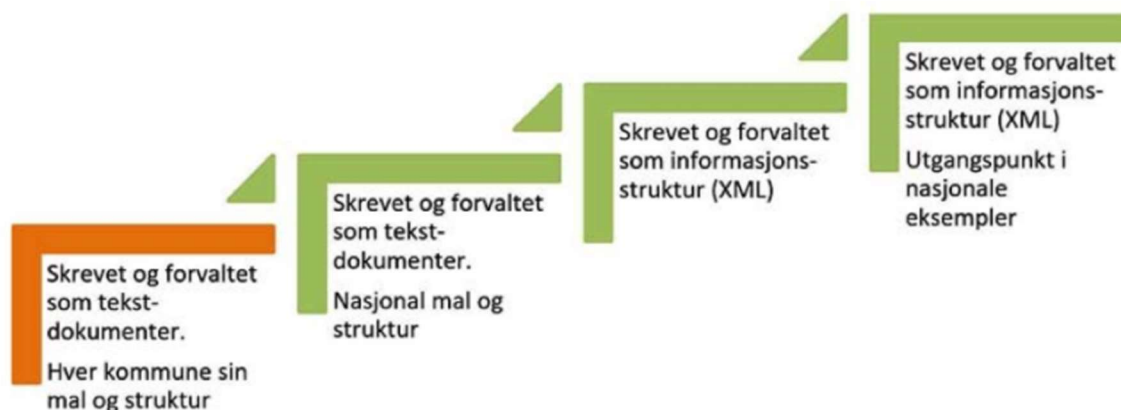 Skrevet og forvaltet
som tekst-
dokumenter.
Hver kommune sin
mal og struktur
Skrevet og forvaltet
som tekst-
dokumenter.
Nasjonal mal og
struktur
Skrevet og forvaltet
som informasjons-
struktur (XML)
Skrevet og forvaltet
som informasjons-
struktur (XML)
Utgangspunkt i
nasjonale
eksempler